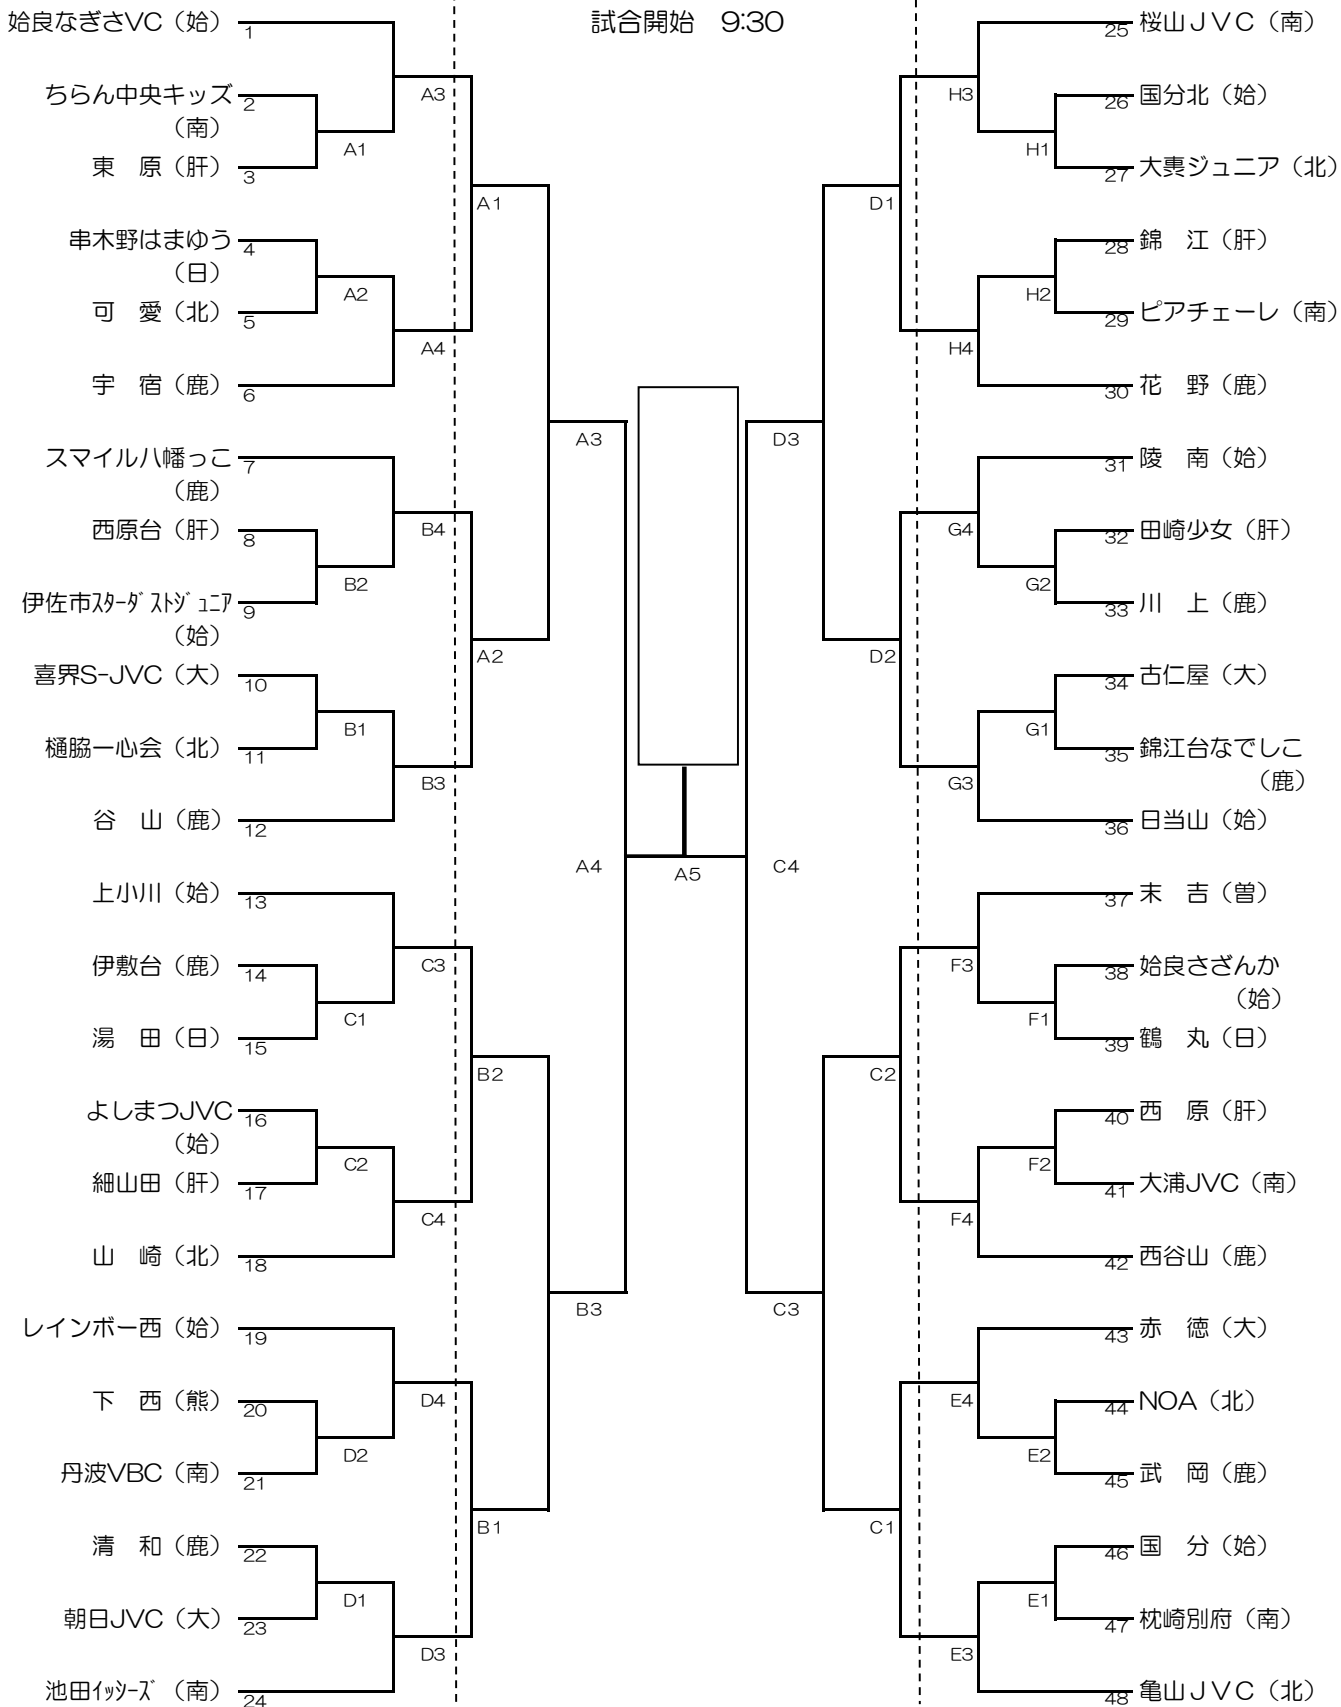 試合開始　9:30
始良なぎさVC（始）
1
ちらん中央キッズ
（南）
2
A3
A1
東　原（肝）
3
A1
串木野はまゆう
（日）
4
A2
可　愛（北）
5
A4
宇　宿（鹿）
6
A3
スマイル八幡っこ
（鹿）
7
B4
西原台（肝）
8
B2
伊佐市ｽﾀｰﾀﾞｽﾄｼﾞｭﾆｱ
（始）
9
A2
喜界S-JVC（大）
10
B1
樋脇一心会（北）
11
B3
谷　山（鹿）
12
A4
A5
上小川（始）
13
C3
伊敷台（鹿）
14
C1
湯　田（日）
15
B2
よしまつJVC
（始）
16
C2
細山田（肝）
17
C4
山　崎（北）
18
B3
レインボー西（始）
19
D4
下　西（熊）
20
D2
丹波VBC（南）
21
B1
清　和（鹿）
22
D1
朝日JVC（大）
23
D3
池田ｲｯｼｰｽﾞ（南）
24
25
桜山ＪＶＣ（南）
H3
26
国分北（始）
H1
27
大裏ジュニア（北）
D1
28
錦　江（肝）
H2
29
ピアチェーレ（南）
H4
30
花　野（鹿）
D3
31
陵　南（始）
G4
32
田崎少女（肝）
G2
33
川　上（鹿）
D2
34
古仁屋（大）
G1
35
錦江台なでしこ
（鹿）
G3
36
日当山（始）
C4
37
末　吉（曽）
F3
38
始良さざんか
（始）
F1
39
鶴　丸（日）
C2
40
西　原（肝）
F2
41
大浦JVC（南）
F4
42
西谷山（鹿）
C3
43
赤　徳（大）
E4
44
NOA（北）
E2
45
武　岡（鹿）
C1
46
国　分（始）
E1
47
枕崎別府（南）
E3
48
亀山ＪＶＣ（北）